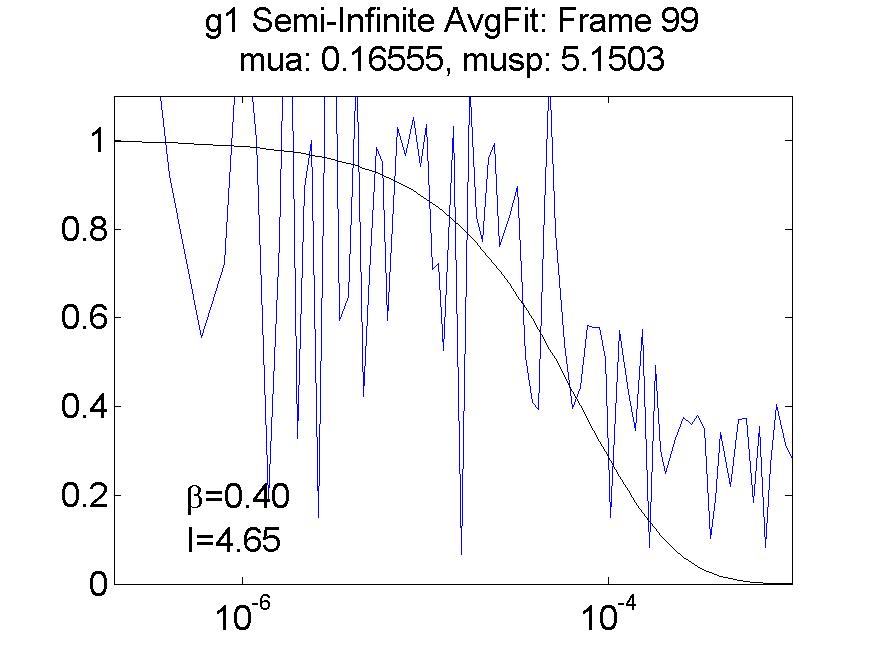 g1 Semi-Infinite AvgFit: Frame 99
mua: 0.16555, musp: 5.1503
1
0.8
0.6
0.4
0.2
0
β=0.40
I=4.65
10^-6
10^-4